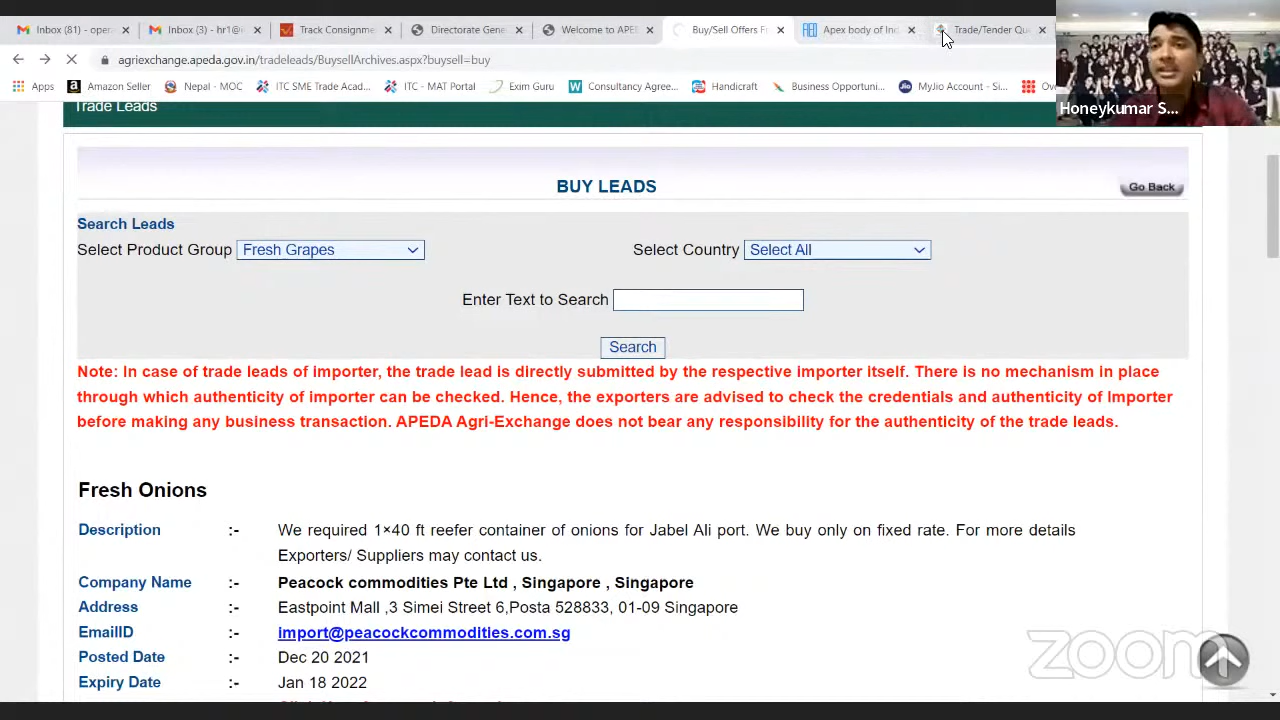 Inbox (81) - oper
Inbox (3) - hr1@
Track Consignme
Directorate Gene
Welcome to APE
Buy/Sell Offers F
Apex body of Ind
Trade/Tender Qu
agriexchange.apeda.gov.in/tradeleads/BuysellArchives.aspx?buysell=buy
Apps
Amazon Seller
Nepal - MOC
ITC SME Trade Acad...
ITC - MAT Portal
Exim Guru
Consultancy Agree...
Handicraft
Business Opportuni...
MyJio Account - Si...
Ov
Honeykumar S...
Trade Leads
BUY LEADS
Go Back
Search Leads
Select Product Group Fresh Grapes
Select Country Select All
Enter Text to Search
Search
Note: In case of trade leads of importer, the trade lead is directly submitted by the respective importer itself. There is no mechanism in place
through which authenticity of importer can be checked. Hence, the exporters are advised to check the credentials and authenticity of Importer
before making any business transaction. APEDA Agri-Exchange does not bear any responsibility for the authenticity of the trade leads.
Fresh Onions
Description :- We required 1×40 ft reefer container of onions for Jabel Ali port. We buy only on fixed rate. For more details
Exporters/ Suppliers may contact us.
Company Name :- Peacock commodities Pte Ltd , Singapore , Singapore
Address :- Eastpoint Mall ,3 Simei Street 6,Posta 528833, 01-09 Singapore
EmailID :- import@peacockcommodities.com.sg
Posted Date :- Dec 20 2021
Expiry Date :- Jan 18 2022
zoom